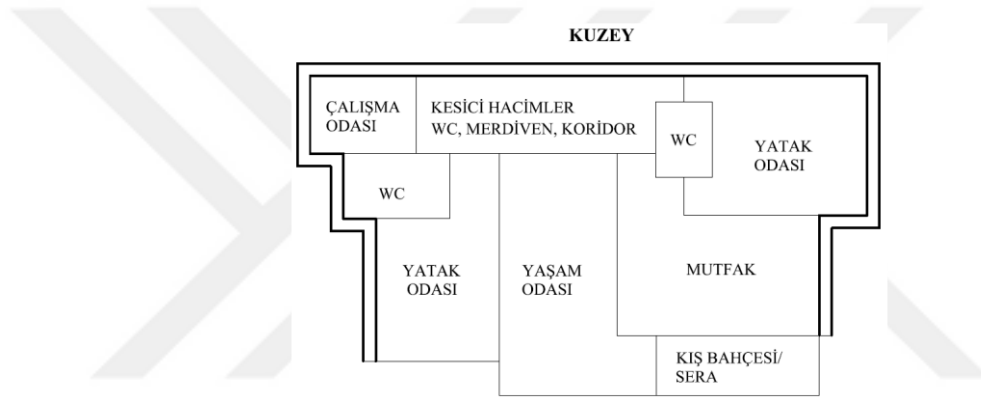 KUZEY
ÇALIŞMA
ODASI
KESİCİ HACİMLER
WC, MERDİVEN, KORİDOR
WC
YATAK
ODASI
WC
YATAK
ODASI
YAŞAM
ODASI
MUTFAK
KIŞ BAHÇESİ/
SERA